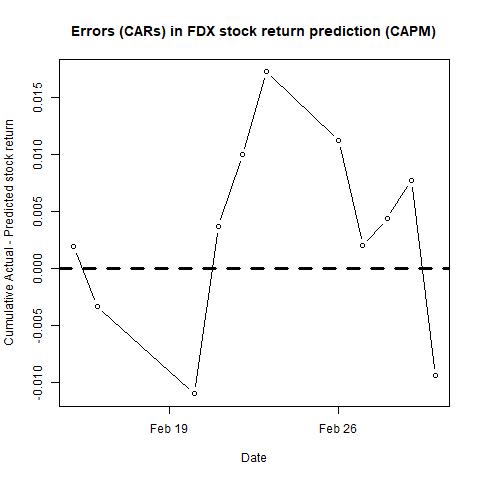 Errors (CARs) in FDX stock return prediction (CAPM)
Cumulative Actual - Predicted stock return
0.015
0.010
0.005
0.000
-0.005
-0.010
Feb 19
Feb 26
Date